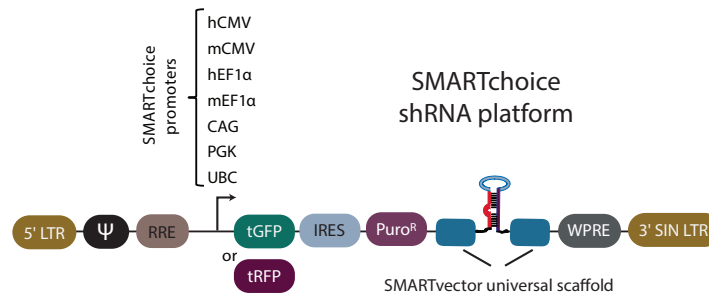 hCMV
mCMV
hEF1α
mEF1α
CAG
PGK
UBC
SMARTchoice
promoters
SMARTchoice
shRNA platform
5' LTR
Ψ
RRE
tGFP
IRES
Puroᴿ
WPRE
3' SIN LTR
or
tRFP
SMARTvector universal scaffold